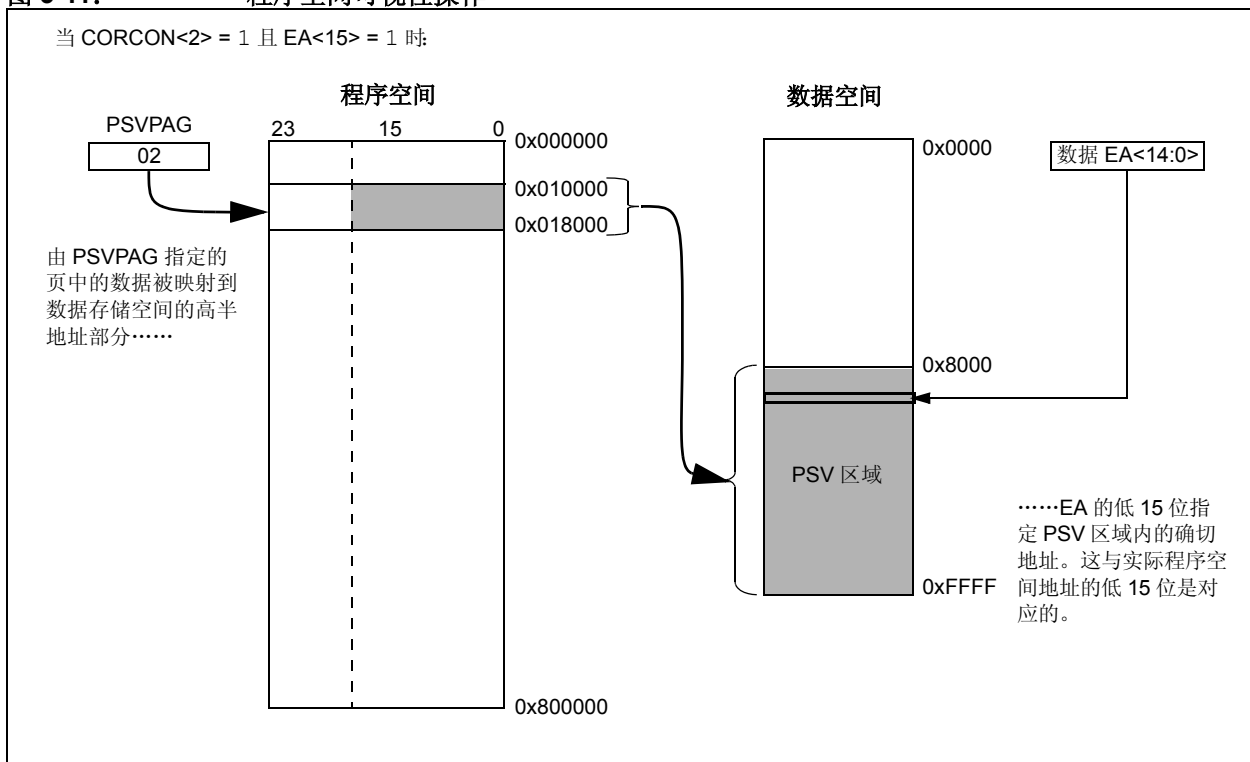 当 CORCON<2> = 1 且 EA<15> = 1 时:
程序空间
数据空间
PSVPAG
02
23 15 0
0x000000
0x010000
0x018000
0x800000
由 PSVPAG 指定的
页中的数据被映射到
数据存储空间的高半
地址部分……
0x0000
数据 EA<14:0>
0x8000
PSV 区域
0xFFFF
……EA 的低 15 位指
定 PSV 区域内的确切
地址。这与实际程序空
间地址的低 15 位是对
应的。